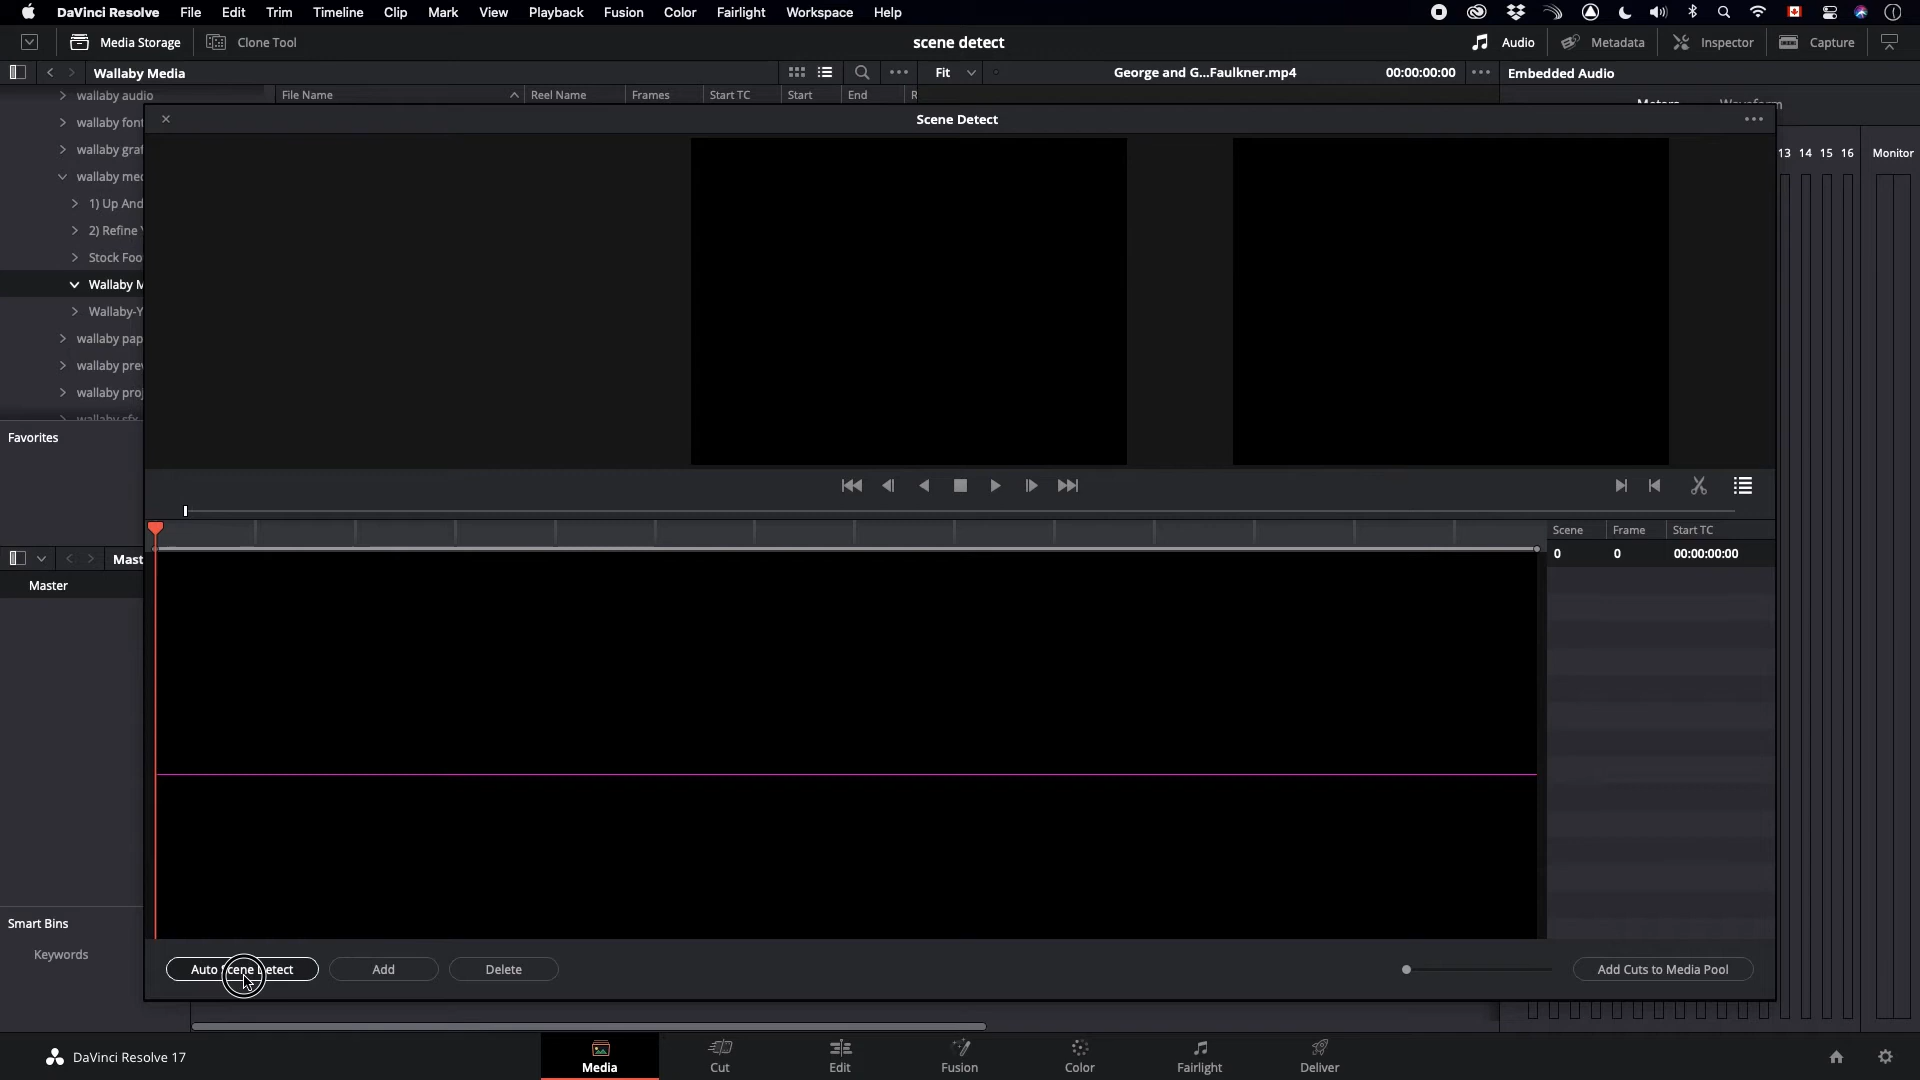 DaVinci Resolve File Edit Trim Timeline Clip Mark View Playback Fusion Color Fairlight Workspace Help
Media Storage Clone Tool scene detect Audio Metadata Inspector Capture
Wallaby Media Fit George and G...Faulkner.mp4 00:00:00:00 Embedded Audio
File Name Reel Name Frames Start TC Start End R
wallaby audio
wallaby font
wallaby graf
wallaby med
1) Up And
2) Refine
Stock Foo
Wallaby M
Wallaby-Y
wallaby pap
wallaby prev
wallaby proj
wallaby sfx
Scene Detect
13 14 15 16 Monitor
Favorites
Mast
Master
Scene Frame Start TC
0 0 00:00:00:00
Smart Bins
Keywords
Auto Scene Detect Add Delete Add Cuts to Media Pool
DaVinci Resolve 17
Media Cut Edit Fusion Color Fairlight Deliver